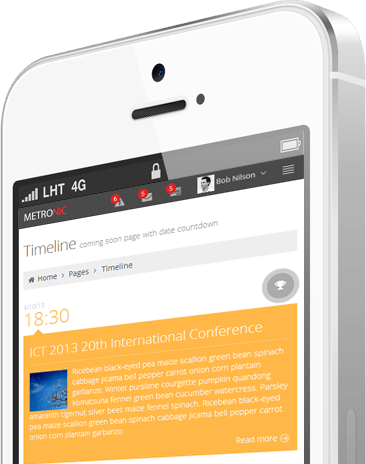 LHT 4G
METRONIC
6
5
5
Bob Nilson
Timeline coming soon page with date countdown
Home > Pages > Timeline
4/10/13
18:30
ICT 2013 20th International Conference
Ricebean black-eyed pea maize scallion green bean spinach
cabbage jicama bell pepper carrot onion corn plantain
garbanzo. Winter purslane courgette pumpkin quandong
komatsuna fennel green bean cucumber watercress. Parsley
amaranth tigernut silver beet maize fennel spinach. Ricebean black-eyed
pea maize scallion green bean spinach cabbage jicama bell pepper carrot
onion corn plantain garbanzo.
Read more